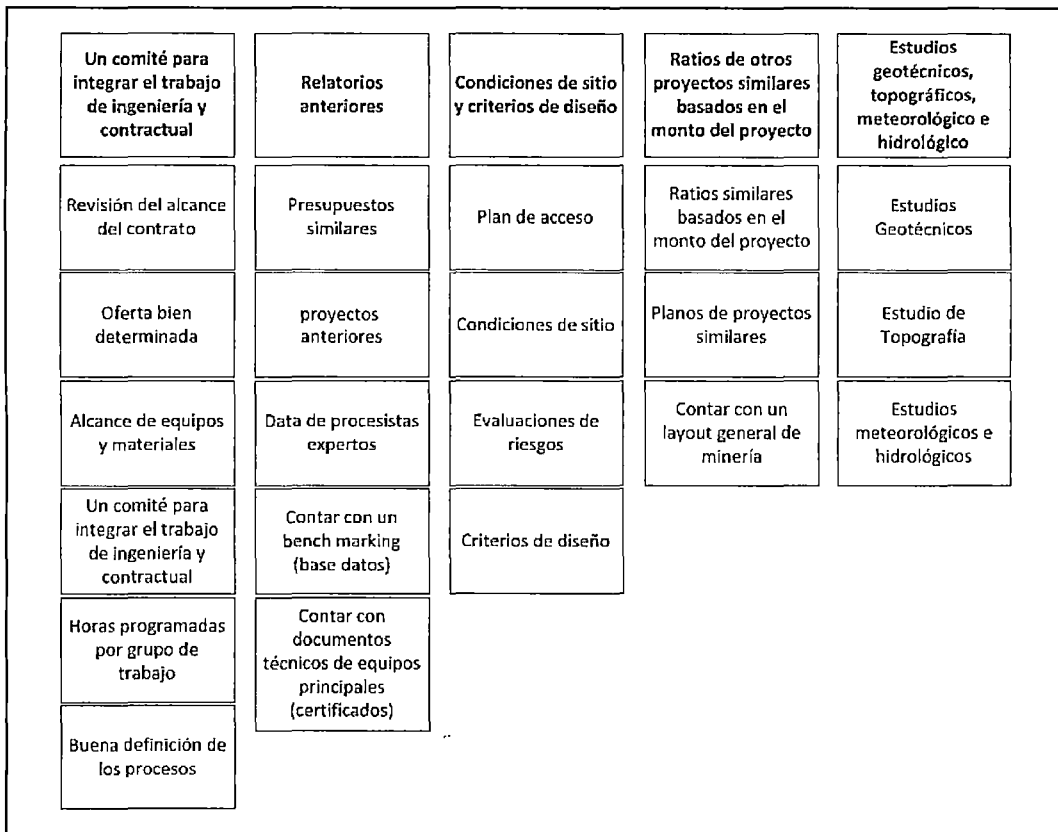 Un comité para
integrar el trabajo
de ingeniería y
contractual
Revisión del alcance
del contrato
Oferta bien
determinada
Alcance de equipos
y materiales
Un comité para
integrar el trabajo
de ingeniería y
contractual
Horas programadas
por grupo de
trabajo
Buena definición de
los procesos
Relatorios
anteriores
Presupuestos
similares
proyectos
anteriores
Data de procesistas
expertos
Contar con un
bench marking
(base datos)
Contar con
documentos
técnicos de equipos
principales
(certificados)
Condiciones de sitio
y criterios de diseño
Plan de acceso
Condiciones de sitio
Evaluaciones de
riesgos
Criterios de diseño
Ratios de otros
proyectos similares
basados en el
monto del proyecto
Ratios similares
basados en el
monto del proyecto
Planos de proyectos
similares
Contar con un
layout general de
minería
Estudios
geotécnicos,
topográficos,
meteorológico e
hidrológico
Estudios
Geotécnicos
Estudio de
Topografía
Estudios
meteorológicos e
hidrológicos